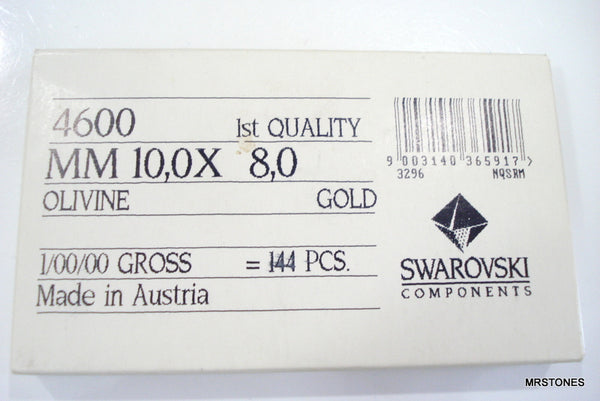 4600 1st QUALITY
MM 10,0X 8,0
OLIVINE GOLD
1/00/00 GROSS = 144 PCS.
Made in Austria
9 003140 365917 >
3296 NQSRM
SWAROVSKI
COMPONENTS
MRSTONES